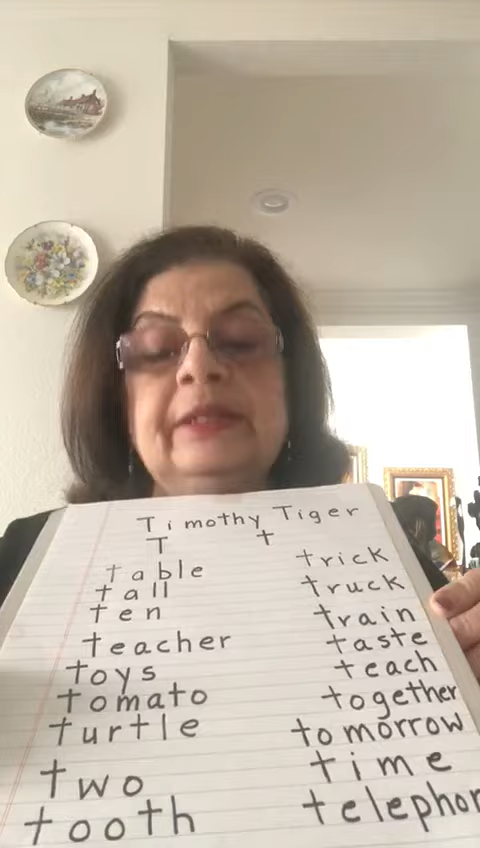 Timothy Tiger
T t
table
tall
ten
teacher
toys
tomato
turtle
two
tooth
trick
truck
train
taste
teach
together
tomorrow
time
telephon